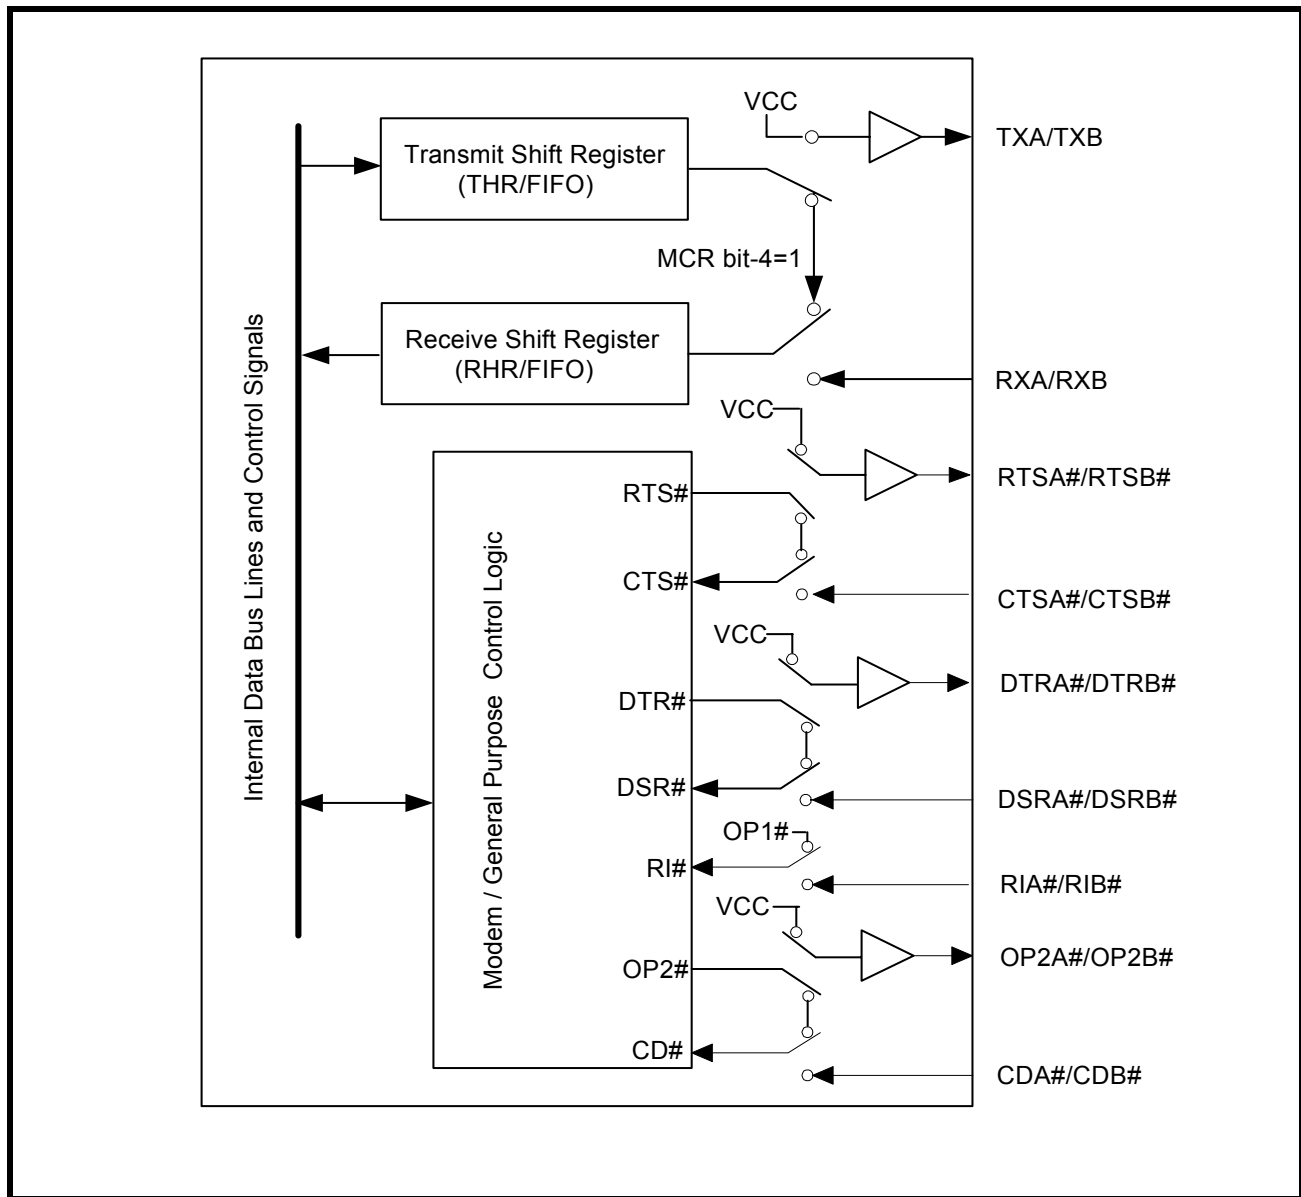 VCC
TXA/TXB
Transmit Shift Register
(THR/FIFO)
MCR bit-4=1
Receive Shift Register
(RHR/FIFO)
RXA/RXB
Internal Data Bus Lines and Control Signals
VCC
RTSA#/RTSB#
RTS#
CTS#
CTSA#/CTSB#
Modem / General Purpose Control Logic
VCC
DTRA#/DTRB#
DTR#
DSR#
DSRA#/DSRB#
OP1#
RI#
RIA#/RIB#
VCC
OP2A#/OP2B#
OP2#
CD#
CDA#/CDB#